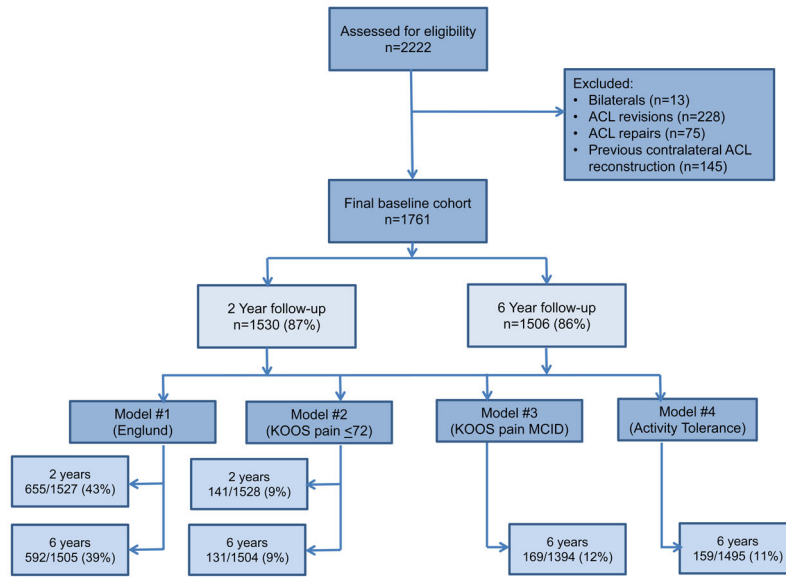 Assessed for eligibility
n=2222
Excluded:
• Bilaterals (n=13)
• ACL revisions (n=228)
• ACL repairs (n=75)
• Previous contralateral ACL
reconstruction (n=145)
Final baseline cohort
n=1761
2 Year follow-up
n=1530 (87%)
6 Year follow-up
n=1506 (86%)
Model #1
(Englund)
Model #2
(KOOS pain ≤72)
Model #3
(KOOS pain MCID)
Model #4
(Activity Tolerance)
2 years
655/1527 (43%)
2 years
141/1528 (9%)
6 years
592/1505 (39%)
6 years
131/1504 (9%)
6 years
169/1394 (12%)
6 years
159/1495 (11%)